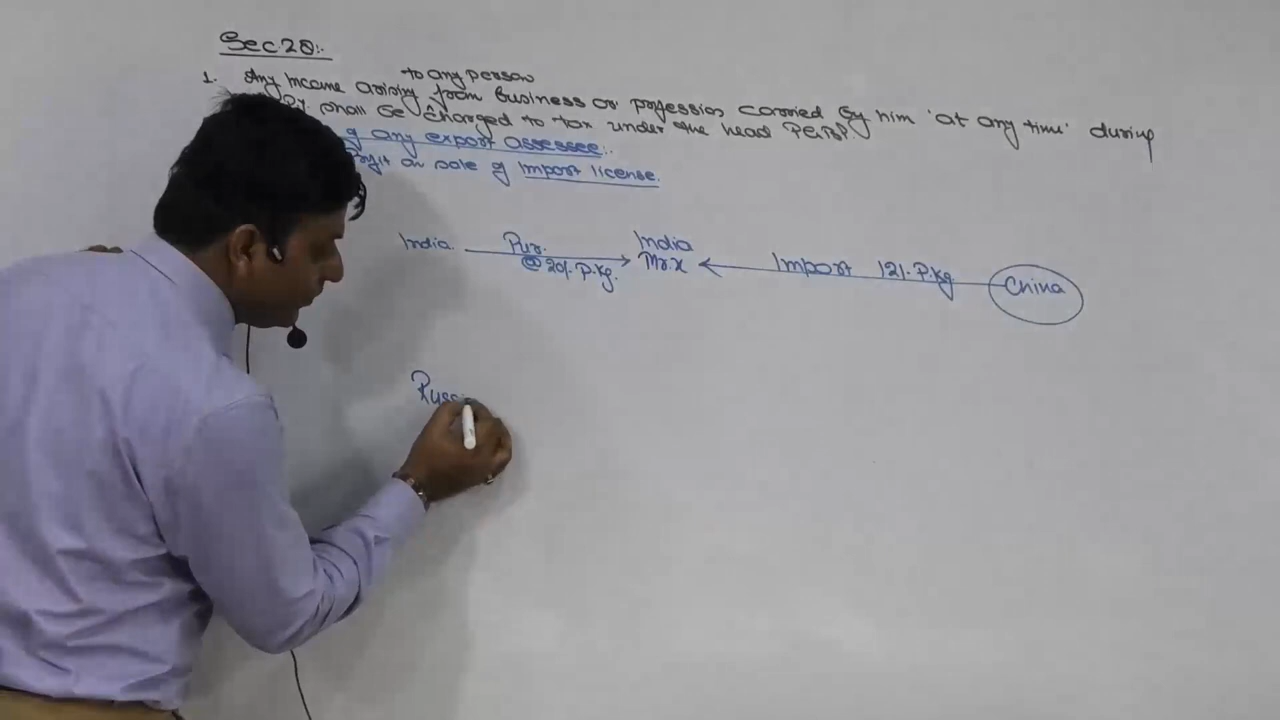 Sec.28:-
to any person
1. Any Income arising from business or profession carried by him 'at any time' during
P.Y. shall be charged to tax under the head PGBP.
of any export assessee:-
Profit on sale of Import license.
India Pur. India
@ 20/- P.Kg. Mr.X Import 12/- P.Kg. China
Russi